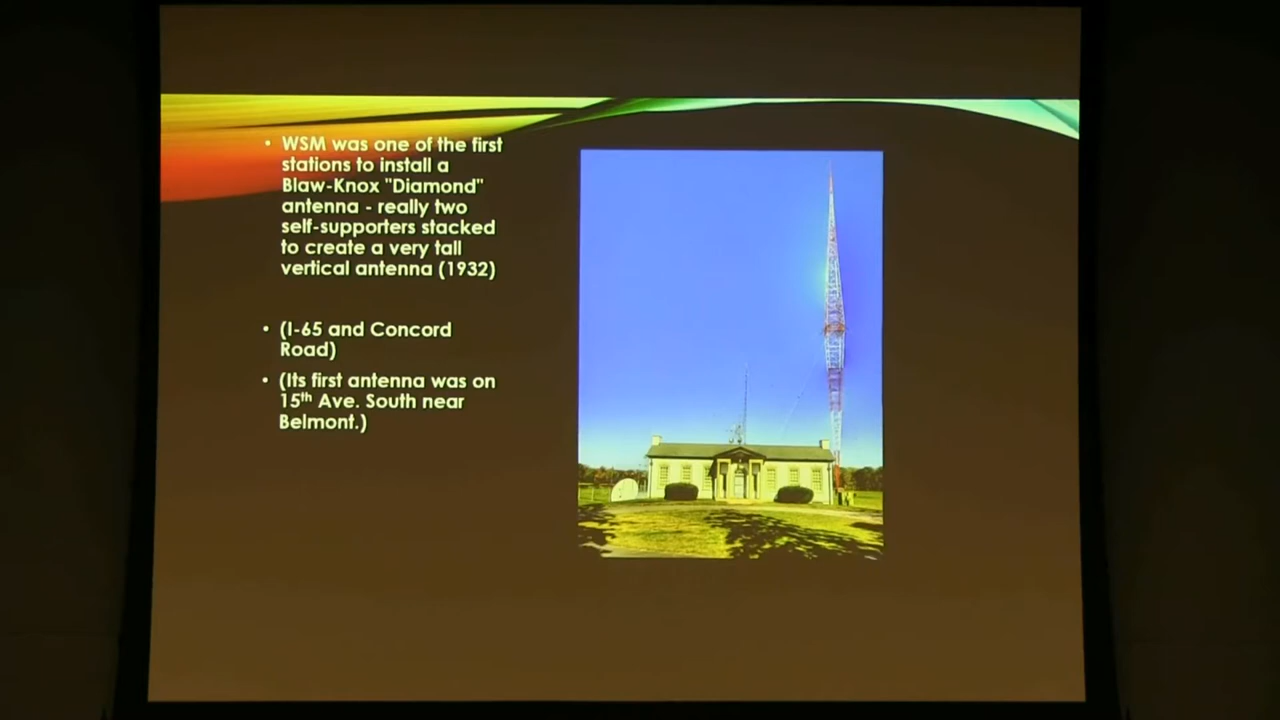 • WSM was one of the first
stations to install a
Blaw-Knox "Diamond"
antenna - really two
self-supporters stacked
to create a very tall
vertical antenna (1932)
• (I-65 and Concord
Road)
• (Its first antenna was on
15th Ave. South near
Belmont.)